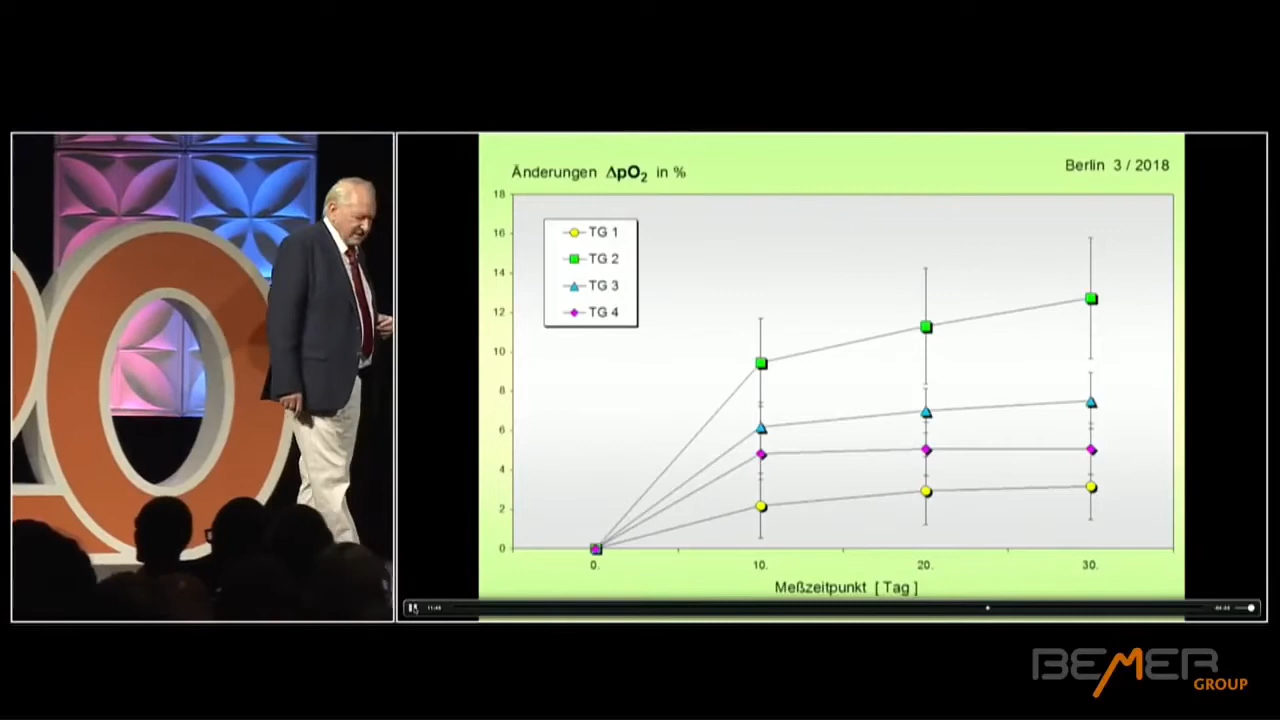 Änderungen ΔpO₂ in %
Berlin 3 / 2018
18
16
14
12
10
8
6
4
2
0
TG 1
TG 2
TG 3
TG 4
0.
10.
20.
30.
Meßzeitpunkt [ Tag ]
BEMER
GROUP